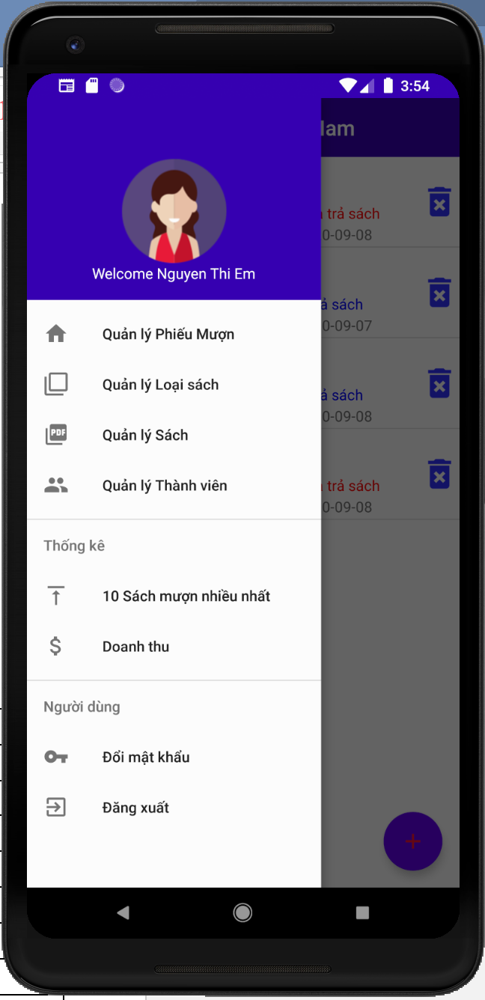 3:54
Welcome Nguyen Thi Em
Quản lý Phiếu Mượn
Quản lý Loại sách
PDF
Quản lý Sách
Quản lý Thành viên
Thống kê
10 Sách mượn nhiều nhất
Doanh thu
Người dùng
Đổi mật khẩu
Đăng xuất
trả sách
0-09-08
sách
0-09-07
sách
0-09-08
trả sách
0-09-08